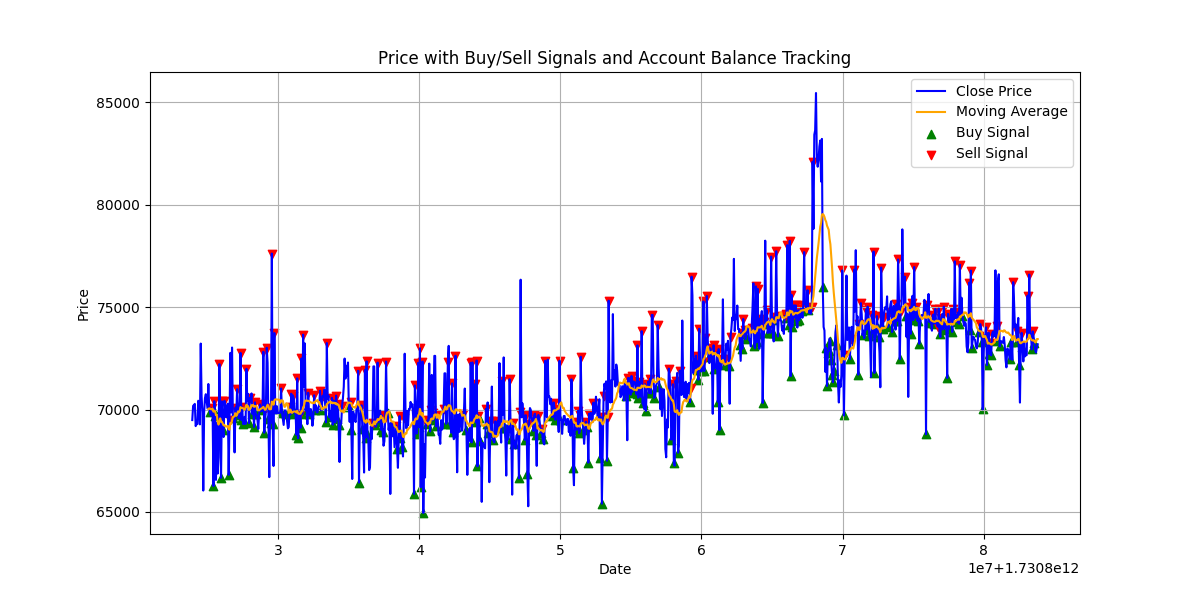 Price with Buy/Sell Signals and Account Balance Tracking
Close Price
Moving Average
Buy Signal
Sell Signal
85000
80000
75000
70000
65000
Price
3 4 5 6 7 8
Date
1e7+1.7308e12